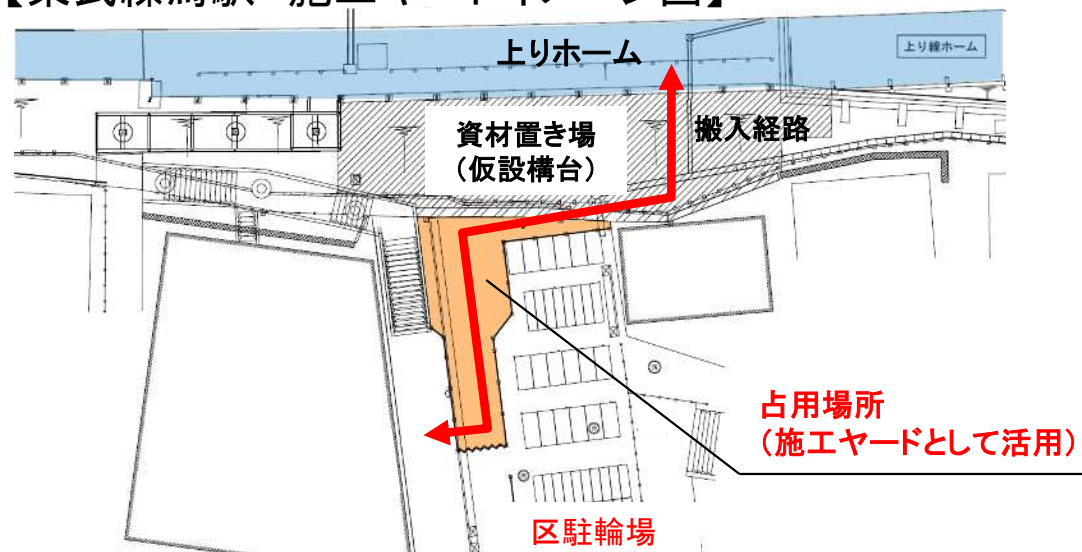 上りホーム
上り線ホーム
資材置き場
(仮設構台)
搬入経路
占用場所
(施工ヤードとして活用)
区駐輪場